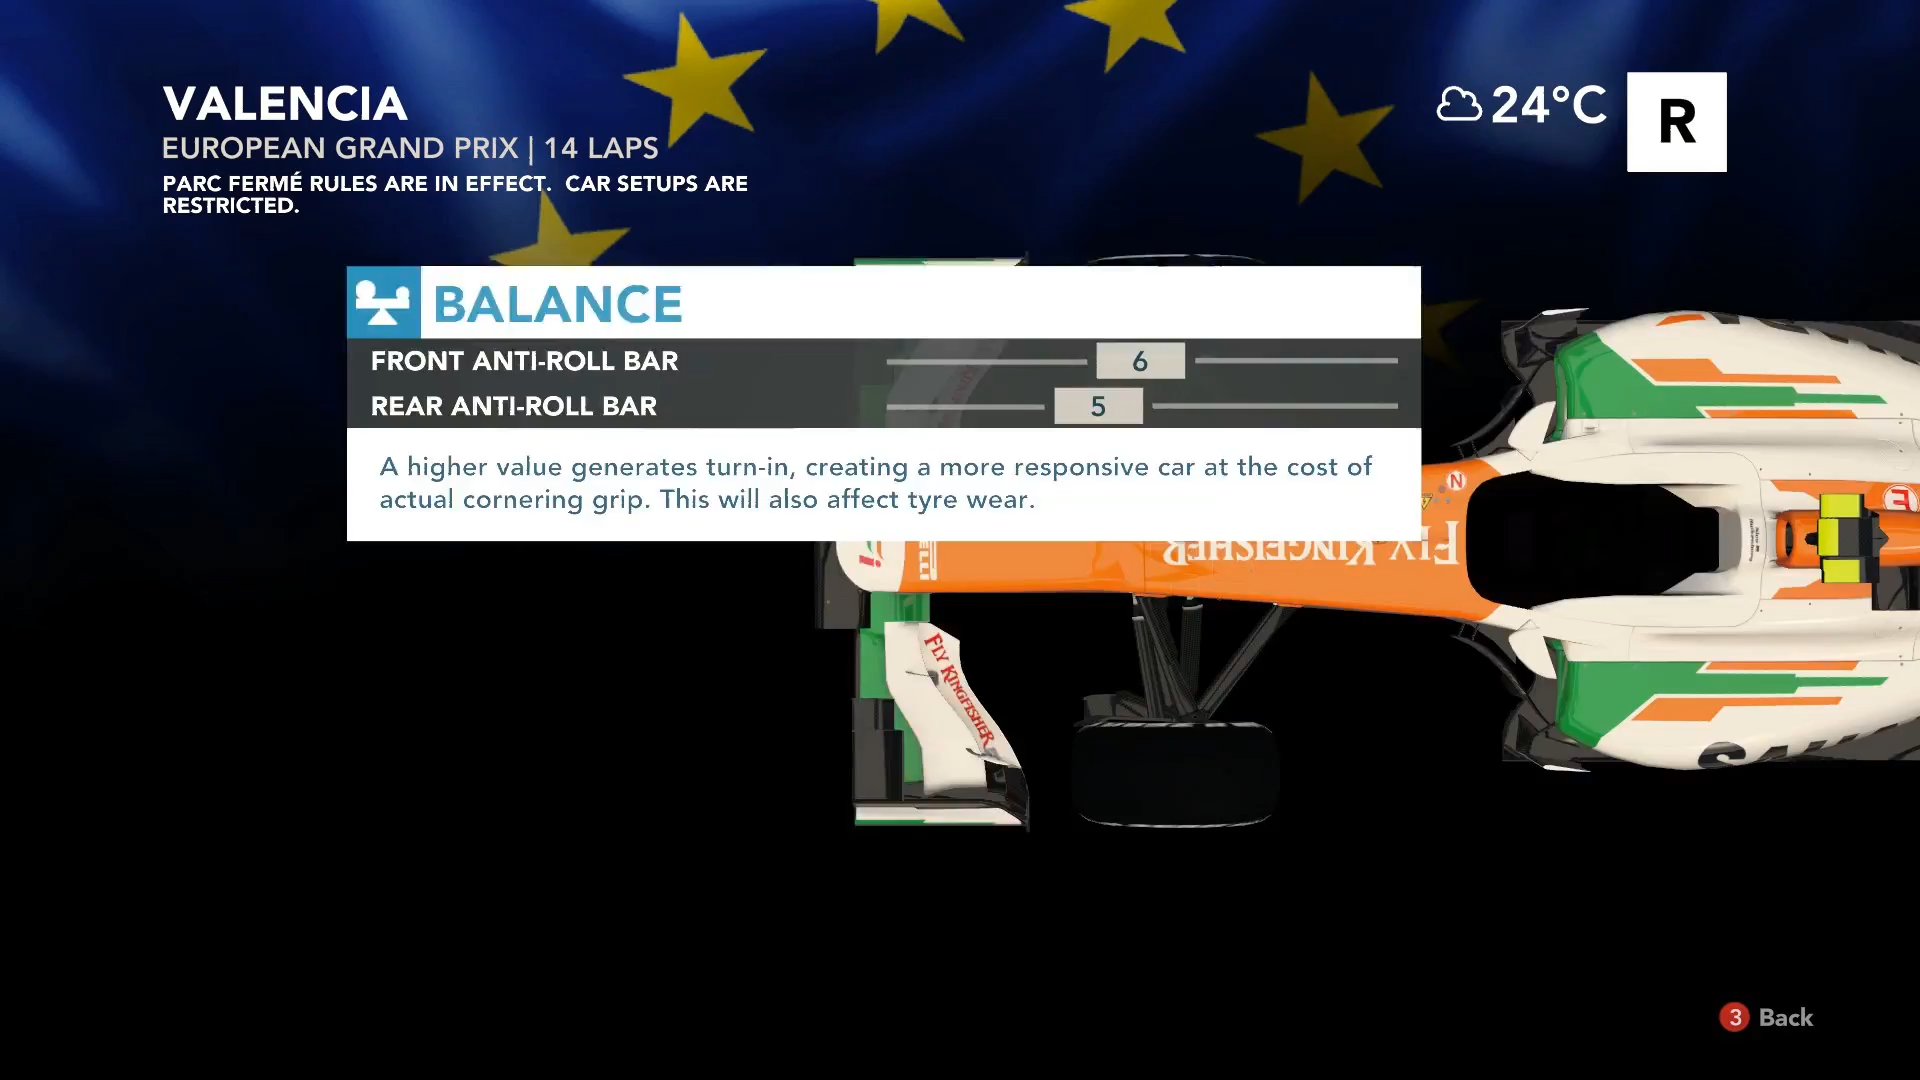 VALENCIA
EUROPEAN GRAND PRIX | 14 LAPS
PARC FERMÉ RULES ARE IN EFFECT. CAR SETUPS ARE
RESTRICTED.
24°C
R
BALANCE
FRONT ANTI-ROLL BAR
6
REAR ANTI-ROLL BAR
5
A higher value generates turn-in, creating a more responsive car at the cost of
actual cornering grip. This will also affect tyre wear.
N
FLY KINGFISHER
FLY KINGFISHER
3 Back